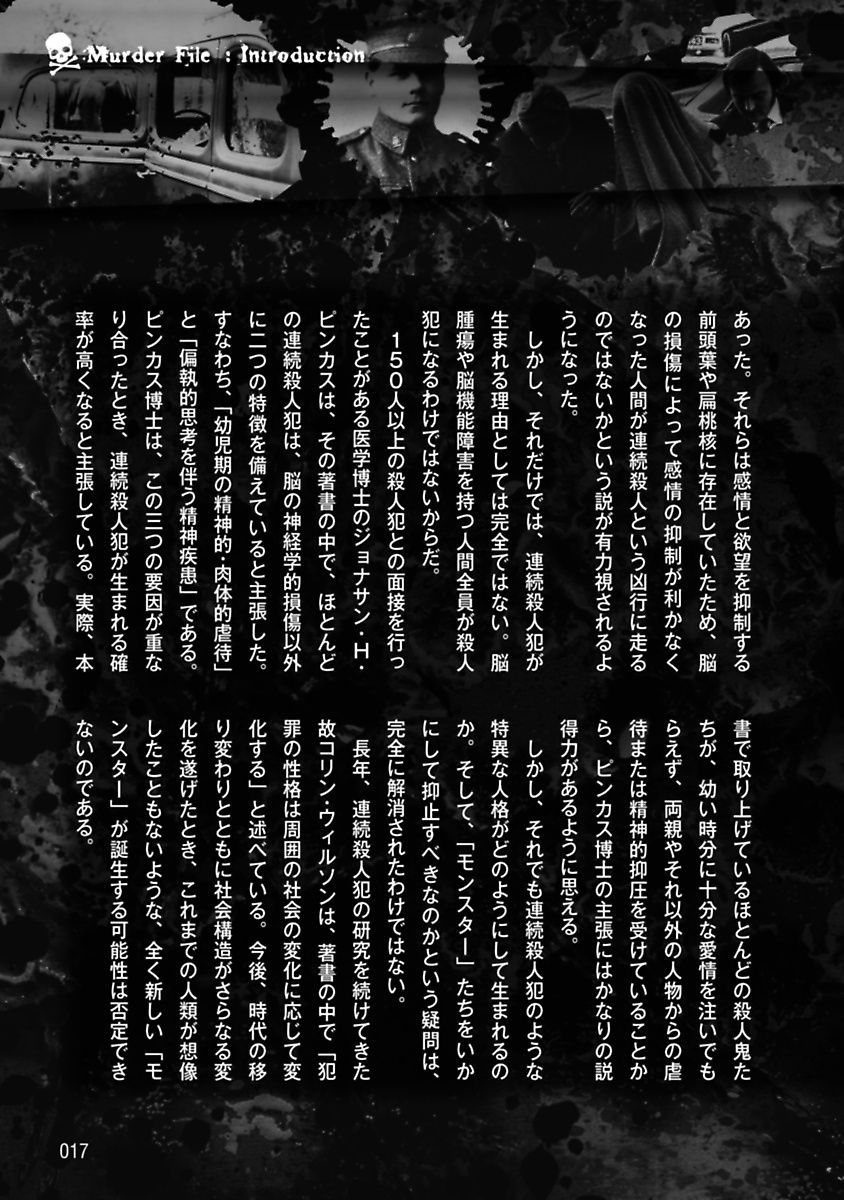 Murder File : Introduction
あった。それらは感情と欲望を抑制する
前頭葉や扁桃核に存在していたため、脳
の損傷によって感情の抑制が利かなく
なった人間が連続殺人という凶行に走る
のではないかという説が有力視されるよ
うになった。
しかし、それだけでは、連続殺人犯が
生まれる理由としては完全ではない。脳
腫瘍や脳機能障害を持つ人間全員が殺人
犯になるわけではないからだ。
150人以上の殺人犯との面接を行っ
たことがある医学博士のジョナサン・H・
ピンカスは、その著書の中で、ほとんど
の連続殺人犯は、脳の神経学的損傷以外
に二つの特徴を備えていると主張した。
すなわち、「幼児期の精神的・肉体的虐待」
と「偏執的思考を伴う精神疾患」である。
ピンカス博士は、この三つの要因が重な
り合ったとき、連続殺人犯が生まれる確
率が高くなると主張している。実際、本
書で取り上げているほとんどの殺人鬼た
ちが、幼い時分に十分な愛情を注いでも
らえず、両親やそれ以外の人物からの虐
待または精神的抑圧を受けていることか
ら、ピンカス博士の主張にはかなりの説
得力があるように思える。
しかし、それでも連続殺人犯のような
特異な人格がどのようにして生まれるの
か。そして、「モンスター」たちをいか
にして抑止すべきなのかという疑問は、
完全に解消されたわけではない。
長年、連続殺人犯の研究を続けてきた
故コリン・ウィルソンは、著書の中で「犯
罪の性格は周囲の社会の変化に応じて変
化する」と述べている。今後、時代の移
り変わりとともに社会構造がさらなる変
化を遂げたとき、これまでの人類が想像
したこともないような、全く新しい「モ
ンスター」が誕生する可能性は否定でき
ないのである。
017